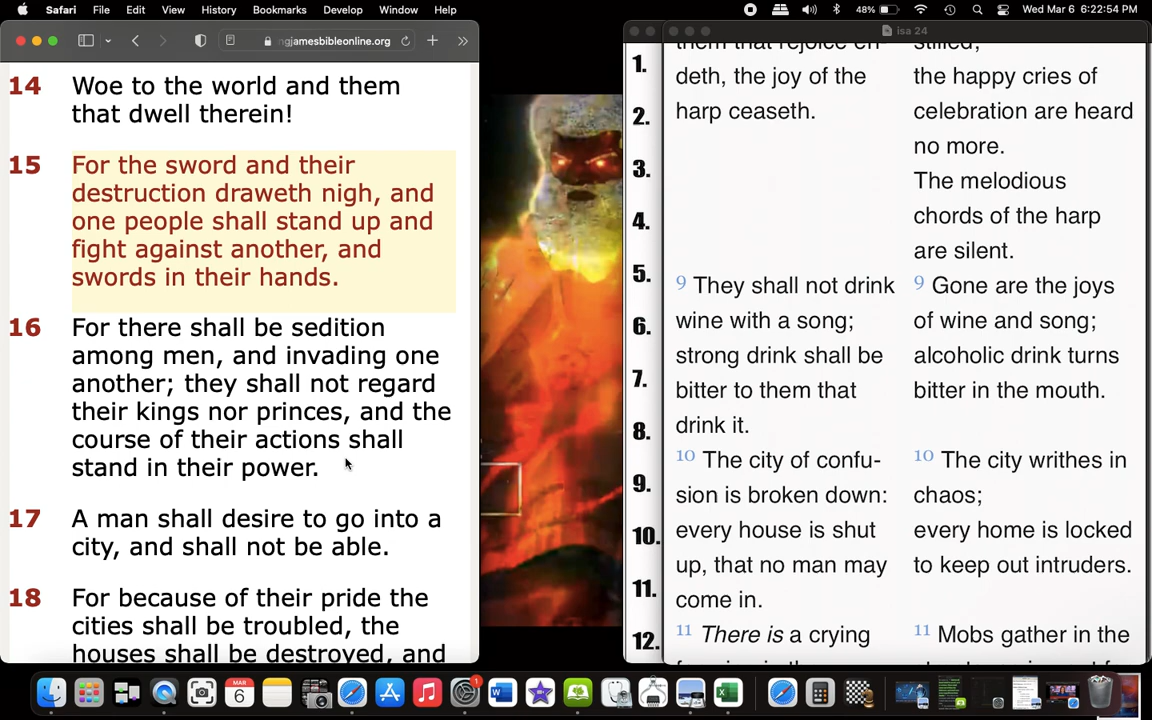 Safari File Edit View History Bookmarks Develop Window Help 48% Wed Mar 6 6:22:54 PM
ngjamesbibleonline.org
14 Woe to the world and them
that dwell therein!
15 For the sword and their
destruction draweth nigh, and
one people shall stand up and
fight against another, and
swords in their hands.
16 For there shall be sedition
among men, and invading one
another; they shall not regard
their kings nor princes, and the
course of their actions shall
stand in their power.
17 A man shall desire to go into a
city, and shall not be able.
18 For because of their pride the
cities shall be troubled, the
houses shall be destroyed, and
1.
2.
3.
4.
5.
6.
7.
8.
9.
10.
11.
12.
isa 24
them that rejoice en-
deth, the joy of the
harp ceaseth.
9 They shall not drink
wine with a song;
strong drink shall be
bitter to them that
drink it.
10 The city of confu-
sion is broken down:
every house is shut
up, that no man may
come in.
11 There is a crying
stilled;
the happy cries of
celebration are heard
no more.
The melodious
chords of the harp
are silent.
9 Gone are the joys
of wine and song;
alcoholic drink turns
bitter in the mouth.
10 The city writhes in
chaos;
every home is locked
to keep out intruders.
11 Mobs gather in the
MAR
6
1